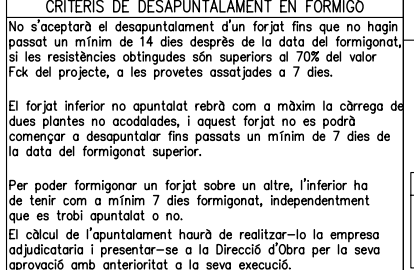 CRITERIS DE DESAPUNTALAMENT EN FORMIGÓ
No s'aceptarà el desapuntalament d'un forjat fins que no hagin
passat un mínim de 14 dies desprès de la data del formigonat,
si les resistències obtingudes són superiors al 70% del valor
Fck del projecte, a les provetes assatjades a 7 dies.
El forjat inferior no apuntalat rebrà com a màxim la càrrega de
dues plantes no acodalades, i aquest forjat no es podrà
començar a desapuntalar fins passats un mínim de 7 dies de
la data del formigonat superior.
Per poder formigonar un forjat sobre un altre, l'inferior ha
de tenir com a mínim 7 dies formigonat, independentment
que es trobi apuntalat o no.
El càlcul de l'apuntalament haurà de realitzar-lo la empresa
adjudicataria i presentar-se a la Direcció d'Obra per la seva
aprovació amb anterioritat a la seva execució.